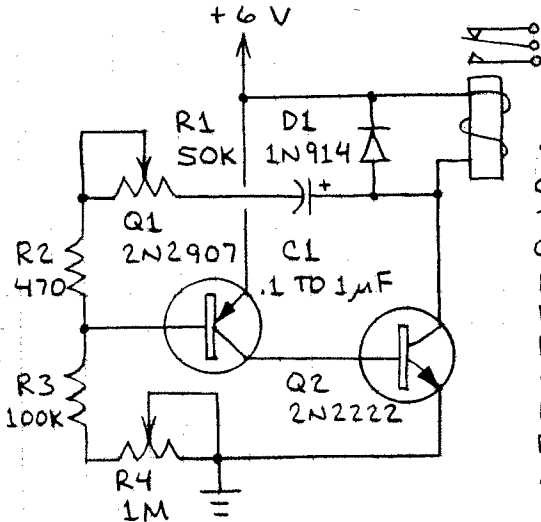 +6 V
R1
50K
D1
1N914
+
Q1
2N2907
C1
.1 TO 1μF
R2
470
R3
100K
Q2
2N2222
R4
1M